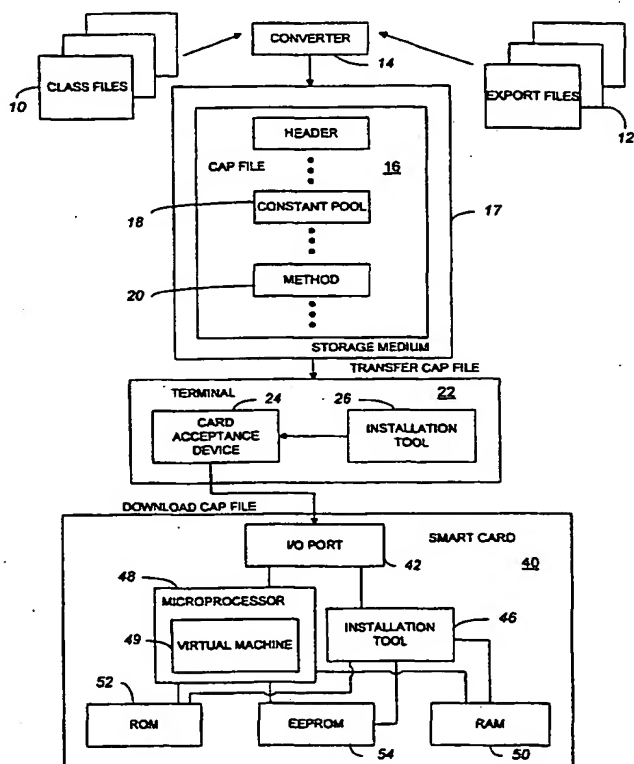 CONVERTER
14
10
CLASS FILES
EXPORT FILES
12
HEADER
CAP FILE
16
18
CONSTANT POOL
17
20
METHOD
STORAGE MEDIUM
TRANSFER CAP FILE
TERMINAL
24
26
22
CARD
ACCEPTANCE
DEVICE
INSTALLATION
TOOL
DOWNLOAD CAP FILE
I/O PORT
SMART CARD
42
40
48
MICROPROCESSOR
49
VIRTUAL MACHINE
INSTALLATION
TOOL
46
52
ROM
EEPROM
RAM
54
50